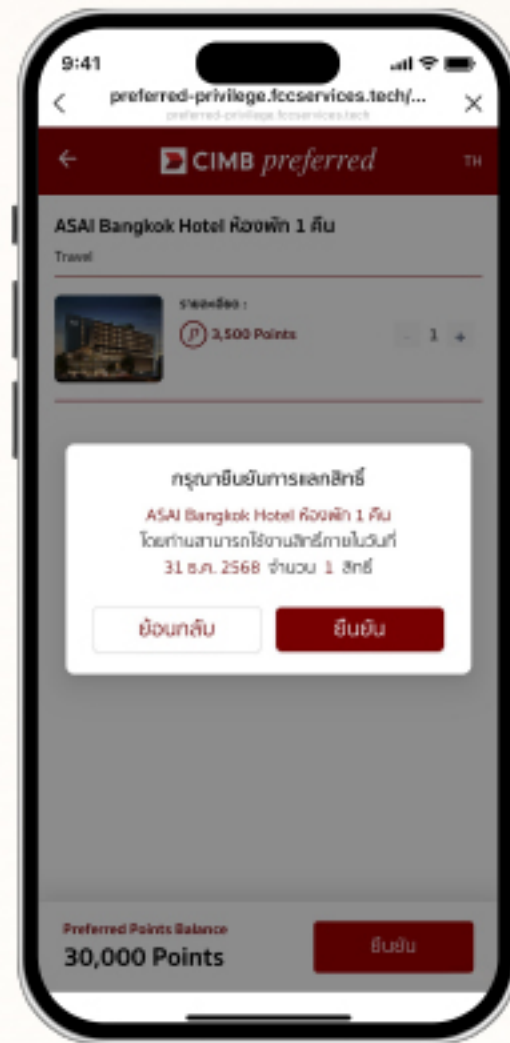 9:41
preferred-privilege.fccservices.tech/...
preferred-privilege.fccservices.tech
CIMB preferred
TH
ASAI Bangkok Hotel ห้องพัก 1 คืน
Travel
รายละเอียด :
P 3,500 Points
- 1 +
กรุณายืนยันการแลกสิทธิ์
ASAI Bangkok Hotel ห้องพัก 1 คืน
โดยท่านสามารถใช้งานสิทธิ์ภายในวันที่
31 ธ.ค. 2568 จำนวน 1 สิทธิ์
ย้อนกลับ
ยืนยัน
Preferred Points Balance
30,000 Points
ยืนยัน